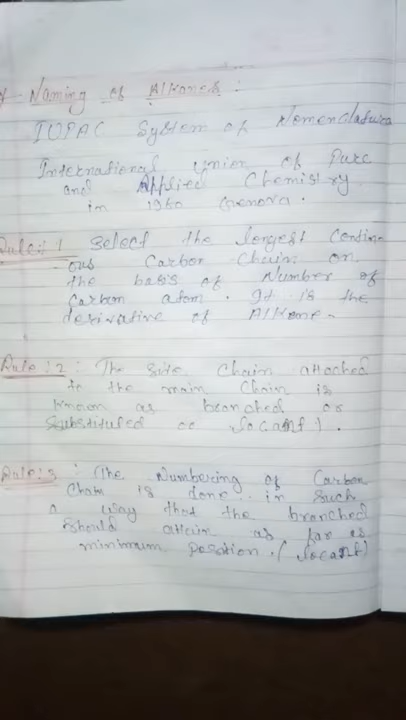 Naming of Alkanes :
IUPAC System of Nomenclature
International Union of Pure
and Applied Chemistry
in 1960 Genova.
Rule: 1 Select the longest Contin-
ous Carbon Chain on
the basis of Number of
Carbon atom. It is the
derivative of Alkane.
Rule: 2 : The site Chain attached
to the main Chain is
known as branched or
Substituted or locant).
Rule: 3 : The Numbering of Carbon
Chain is done in such
a way that the branched
should attain as far as
minimum position. (locant)